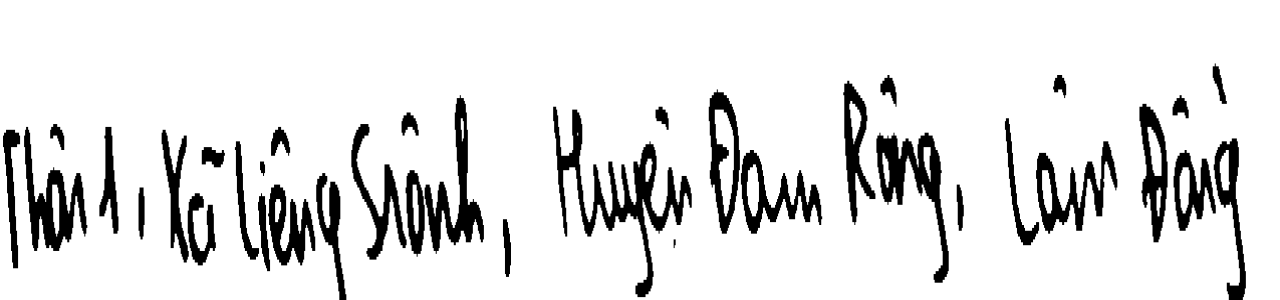 Thôn 1, Xã Liêng Srônh, Huyện Đam Rông, Lâm Đồng